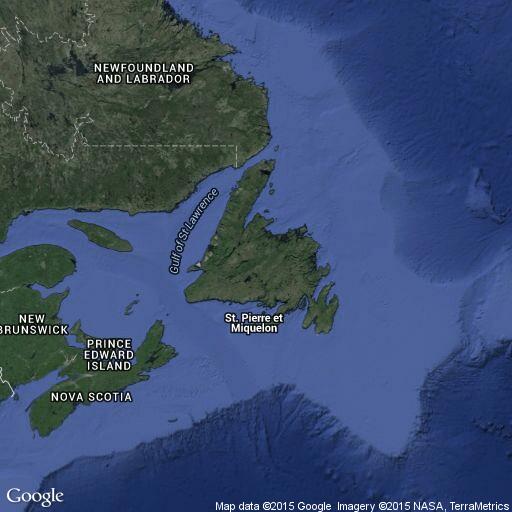 NEWFOUNDLAND
AND LABRADOR
Gulf of St Lawrence
St. Pierre et
Miquelon
NEW
BRUNSWICK
PRINCE
EDWARD
ISLAND
NOVA SCOTIA
Google
Map data ©2015 Google Imagery ©2015 NASA, TerraMetrics